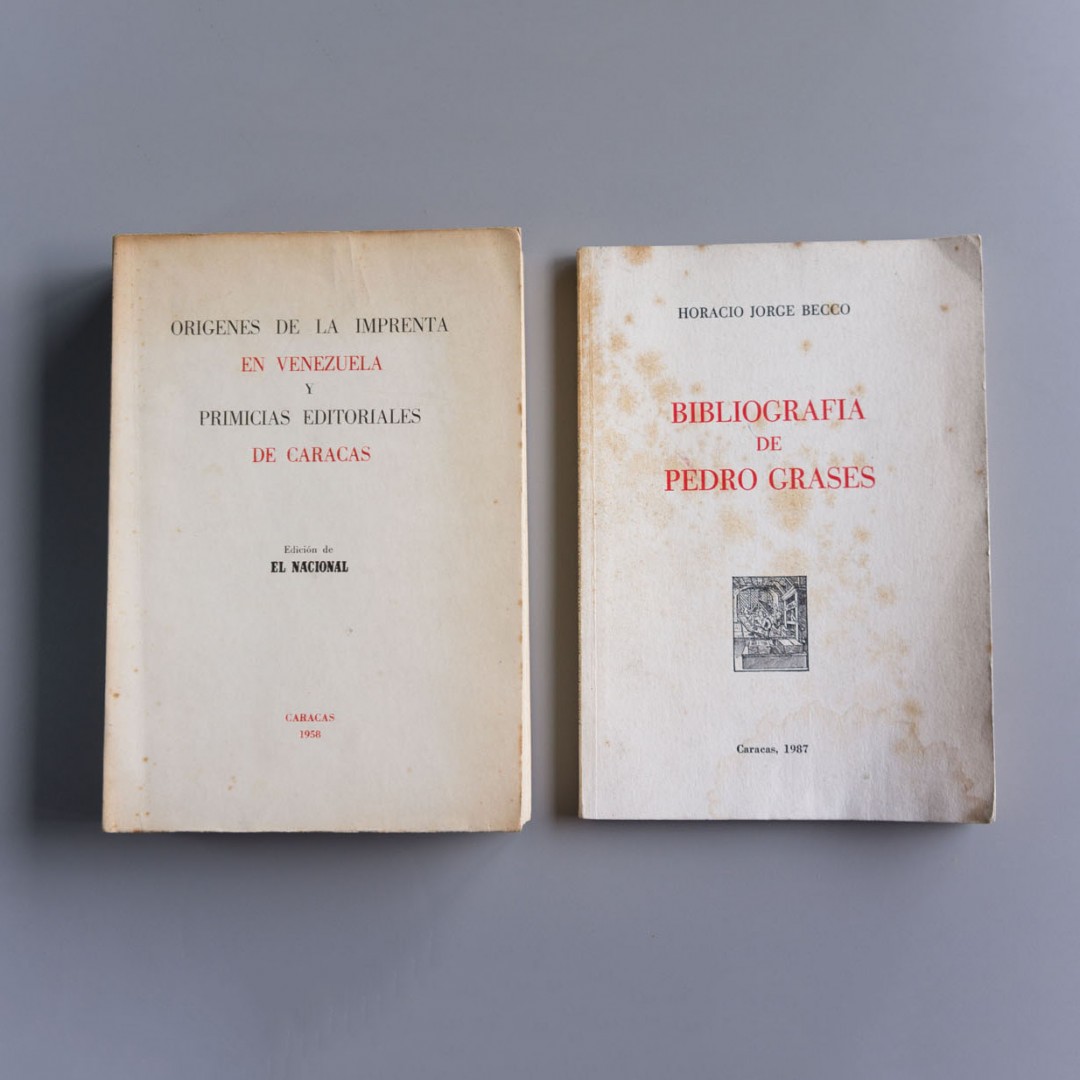 ORIGENES DE LA IMPRENTA
EN VENEZUELA
Y
PRIMICIAS EDITORIALES
DE CARACAS
Edición de
EL NACIONAL
CARACAS
1958
HORACIO JORGE BECCO
BIBLIOGRAFIA
DE
PEDRO GRASES
Caracas, 1987